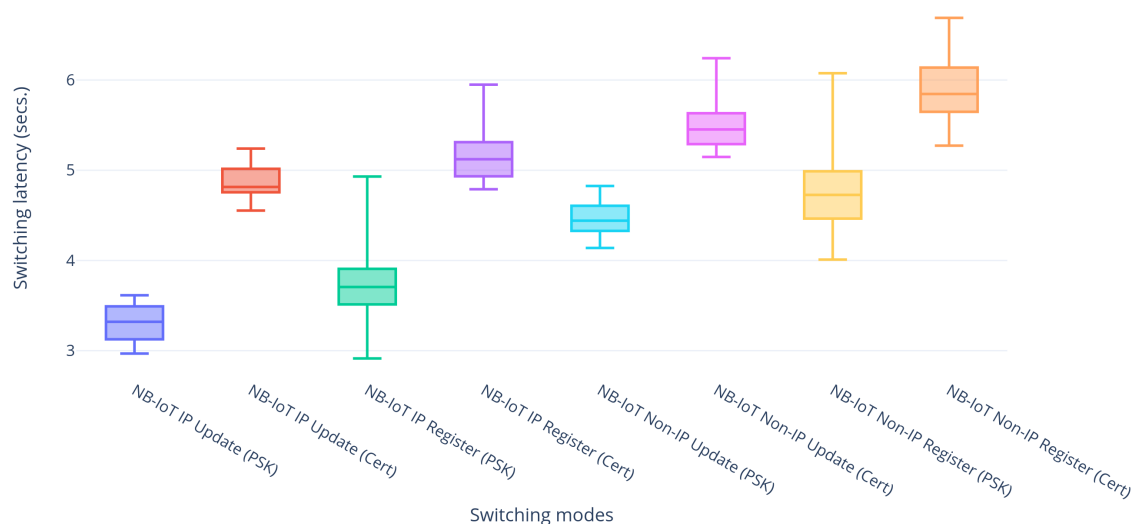 Switching latency (secs.)
6
5
4
3
NB-IoT IP Update (PSK)
NB-IoT IP Update (Cert)
NB-IoT IP Register (PSK)
NB-IoT IP Register (Cert)
NB-IoT Non-IP Update (PSK)
NB-IoT Non-IP Update (Cert)
NB-IoT Non-IP Register (PSK)
NB-IoT Non-IP Register (Cert)
Switching modes